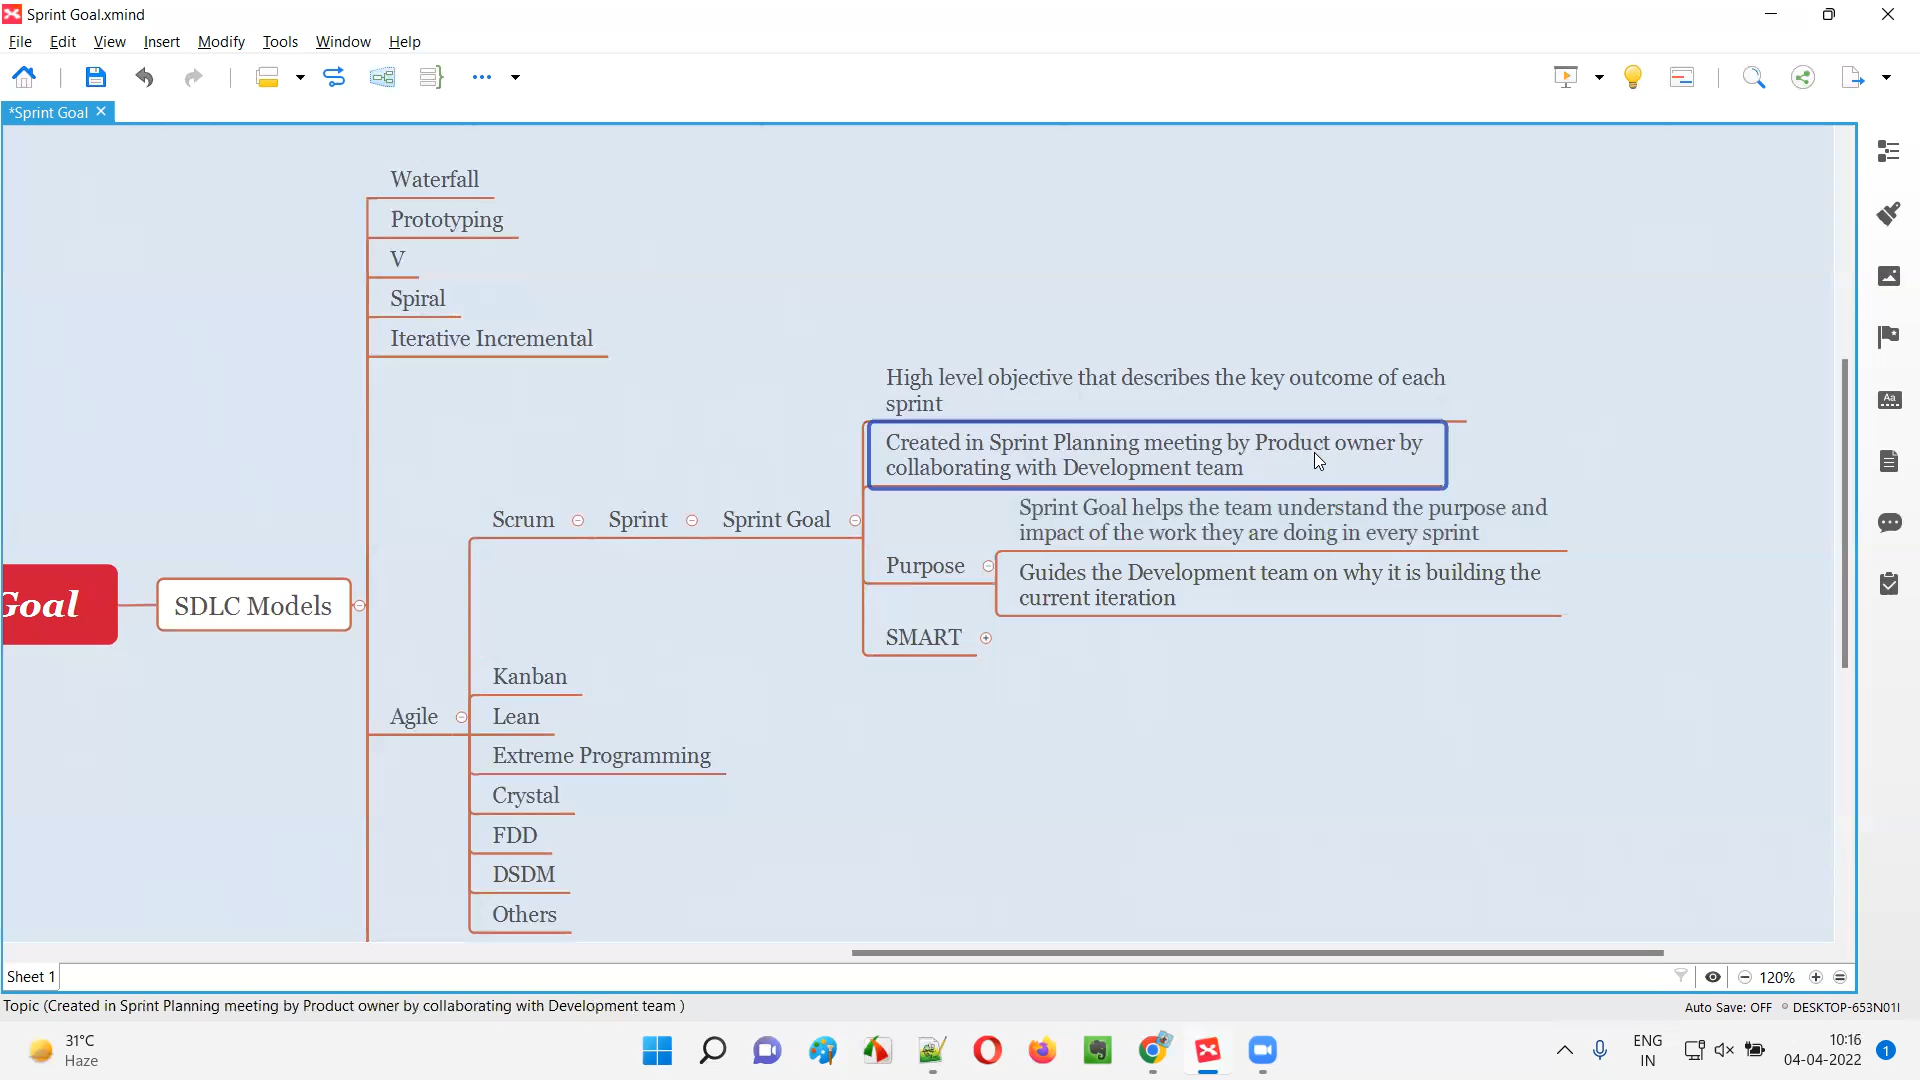 Sprint Goal.xmind
File Edit View Insert Modify Tools Window Help
*Sprint Goal
Waterfall
Prototyping
V
Spiral
Iterative Incremental
High level objective that describes the key outcome of each
sprint
Created in Sprint Planning meeting by Product owner by
collaborating with Development team
Scrum Sprint Sprint Goal
Sprint Goal helps the team understand the purpose and
impact of the work they are doing in every sprint
Purpose
Guides the Development team on why it is building the
current iteration
SMART
Goal
SDLC Models
Kanban
Agile
Lean
Extreme Programming
Crystal
FDD
DSDM
Others
Sheet 1
120%
Topic (Created in Sprint Planning meeting by Product owner by collaborating with Development team )
Auto Save: OFF
DESKTOP-653N01I
31°C
Haze
ENG
IN
10:16
04-04-2022
1
Aa